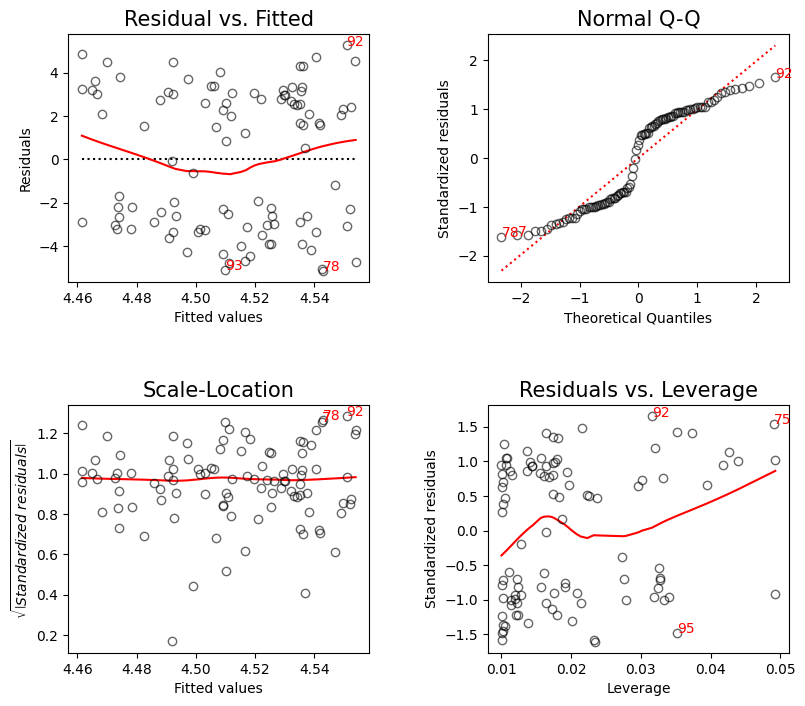 Residual vs. Fitted
Residuals
4
2
0
−2
−4
92
93
78
4.46 4.48 4.50 4.52 4.54
Fitted values
Normal Q-Q
Standardized residuals
2
1
0
−1
−2
92
787
−2 −1 0 1 2
Theoretical Quantiles
Scale-Location
√|Standardized residuals|
1.2
1.0
0.8
0.6
0.4
0.2
78
92
4.46 4.48 4.50 4.52 4.54
Fitted values
Residuals vs. Leverage
Standardized residuals
1.5
1.0
0.5
0.0
−0.5
−1.0
−1.5
92
75
95
0.01 0.02 0.03 0.04 0.05
Leverage